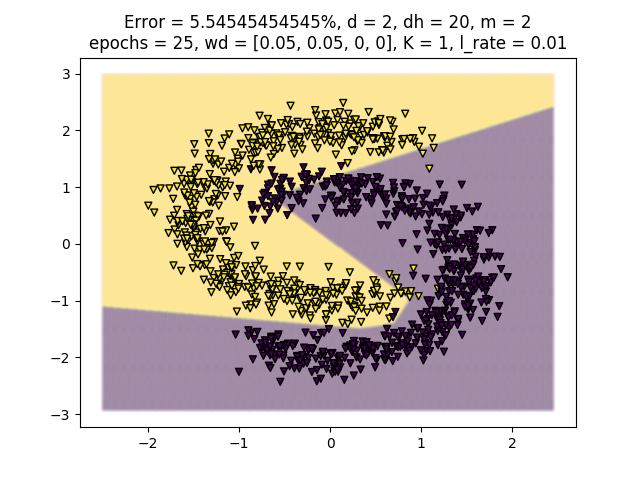 Error = 5.54545454545%, d = 2, dh = 20, m = 2
epochs = 25, wd = [0.05, 0.05, 0, 0], K = 1, l_rate = 0.01
3
2
1
0
−1
−2
−3
−2 −1 0 1 2